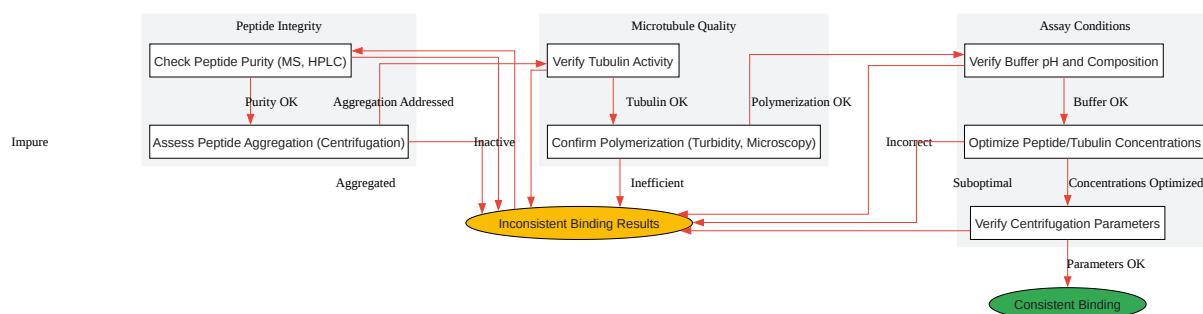 Peptide Integrity
Microtubule Quality
Assay Conditions
Check Peptide Purity (MS, HPLC)
Verify Tubulin Activity
Verify Buffer pH and Composition
Purity OK
Aggregation Addressed
Tubulin OK
Polymerization OK
Buffer OK
Impure
Assess Peptide Aggregation (Centrifugation)
Inactive
Confirm Polymerization (Turbidity, Microscopy)
Incorrect
Optimize Peptide/Tubulin Concentrations
Aggregated
Inefficient
Suboptimal
Concentrations Optimized
Inconsistent Binding Results
Verify Centrifugation Parameters
Parameters OK
Consistent Binding